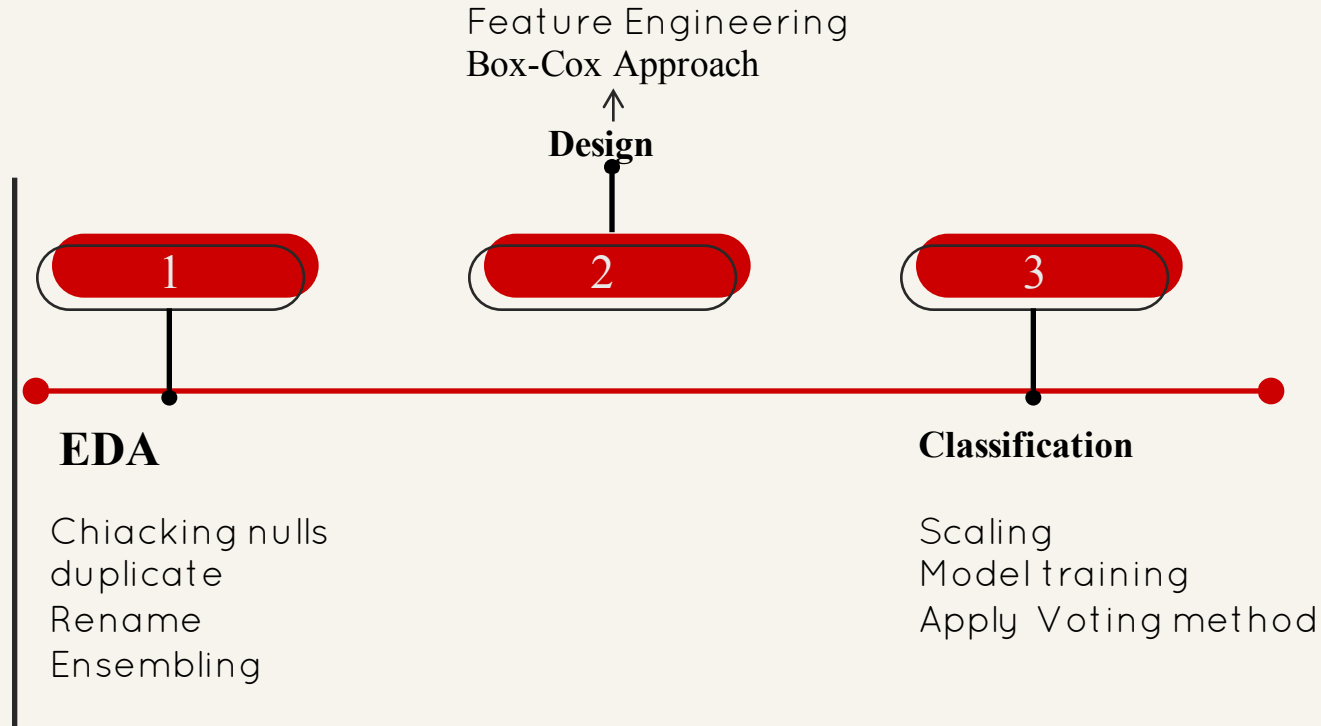 Feature Engineering
Box-Cox Approach
Design
1
2
3
EDA
Chiacking nulls
duplicate
Rename
Ensembling
Classification
Scaling
Model training
Apply Voting method